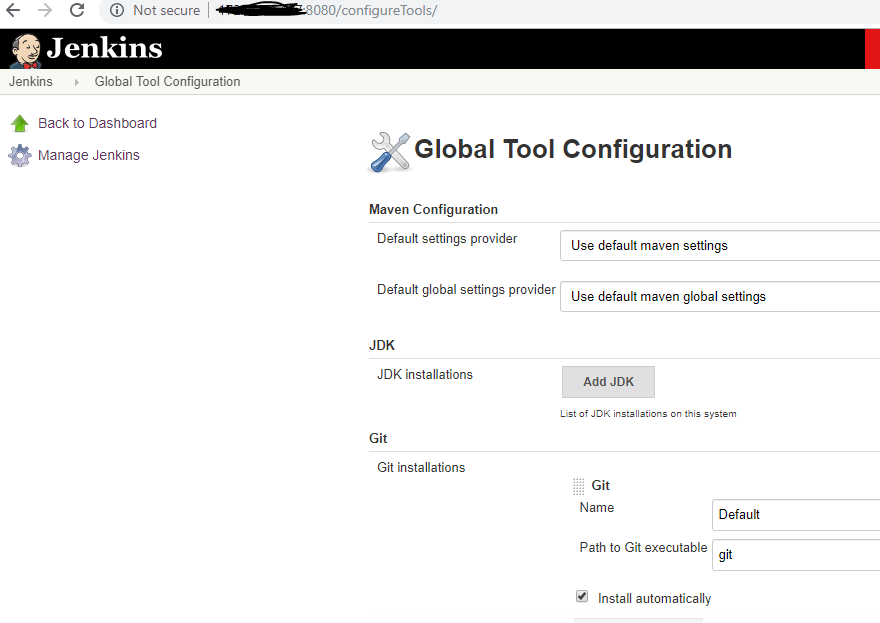 Not secure :8080/configureTools/
Jenkins
Jenkins Global Tool Configuration
Back to Dashboard
Manage Jenkins
Global Tool Configuration
Maven Configuration
Default settings provider
Use default maven settings
Default global settings provider
Use default maven global settings
JDK
JDK installations
Add JDK
List of JDK installations on this system
Git
Git installations
Git
Name
Default
Path to Git executable
git
Install automatically